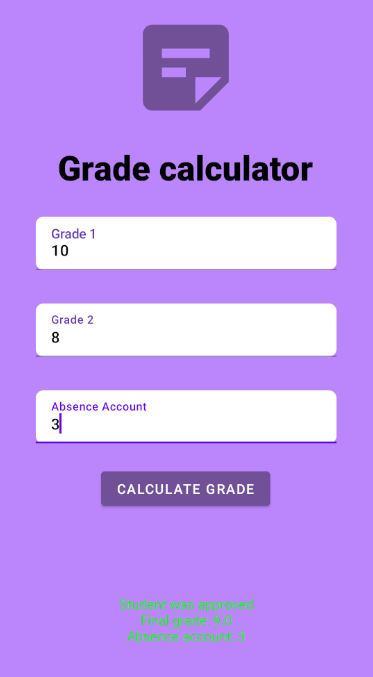 Grade calculator
Grade 1
10
Grade 2
8
Absence Account
3
CALCULATE GRADE
Student was approved
Final grade: 9.0
Absence account: 3